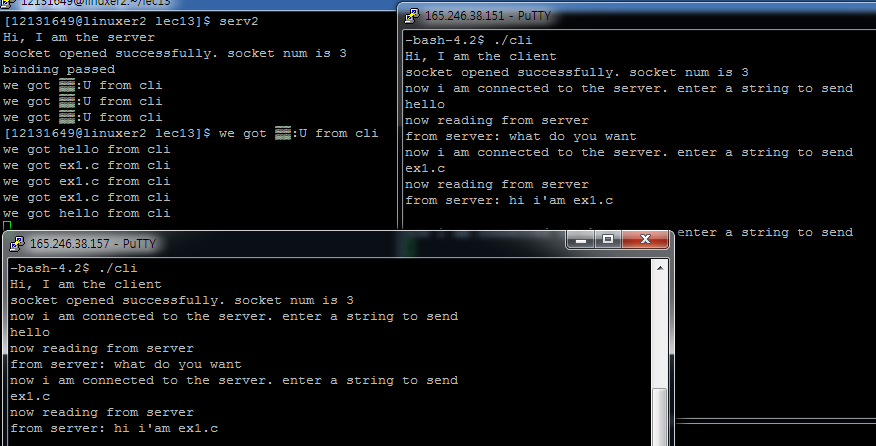 12131649@linuxer2:~/lec13
[12131649@linuxer2 lec13]$ serv2
Hi, I am the server
socket opened successfully. socket num is 3
binding passed
we got ▒▒:U from cli
we got ▒▒:U from cli
we got ▒▒:U from cli
[12131649@linuxer2 lec13]$ we got ▒▒:U from cli
we got hello from cli
we got ex1.c from cli
we got ex1.c from cli
we got ex1.c from cli
we got hello from cli
165.246.38.151 - PuTTY
-bash-4.2$ ./cli
Hi, I am the client
socket opened successfully. socket num is 3
now i am connected to the server. enter a string to send
hello
now reading from server
from server: what do you want
now i am connected to the server. enter a string to send
ex1.c
now reading from server
from server: hi i'am ex1.c
enter a string to send
165.246.38.157 - PuTTY
-bash-4.2$ ./cli
Hi, I am the client
socket opened successfully. socket num is 3
now i am connected to the server. enter a string to send
hello
now reading from server
from server: what do you want
now i am connected to the server. enter a string to send
ex1.c
now reading from server
from server: hi i'am ex1.c